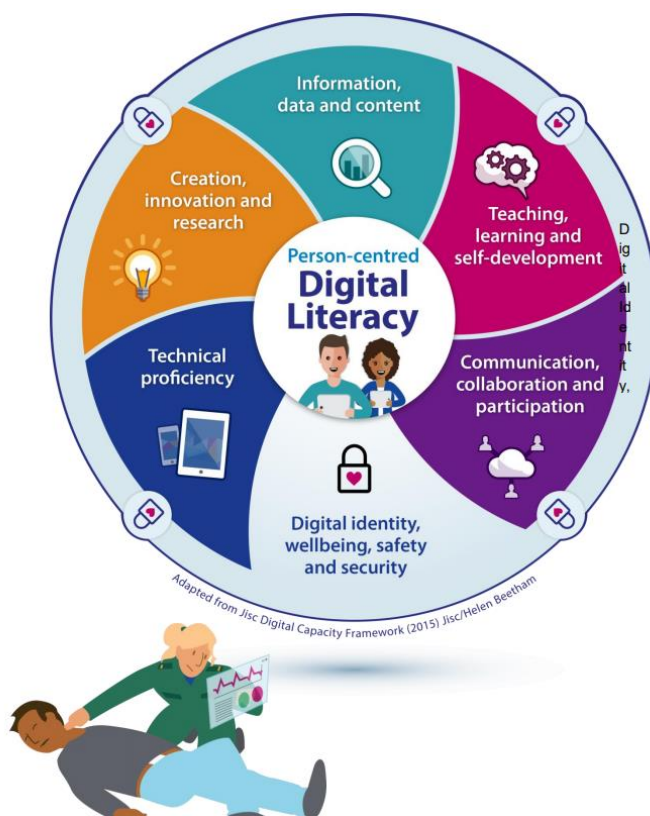 Information,
data and content
Creation,
innovation and
research
Teaching,
learning and
self-development
Person-centred
Digital
Literacy
Technical
proficiency
Communication,
collaboration and
participation
Digital identity,
wellbeing, safety
and security
D
ig
it
al
Id
e
nt
it
y,
Adapted from Jisc Digital Capacity Framework (2015) Jisc/Helen Beetham